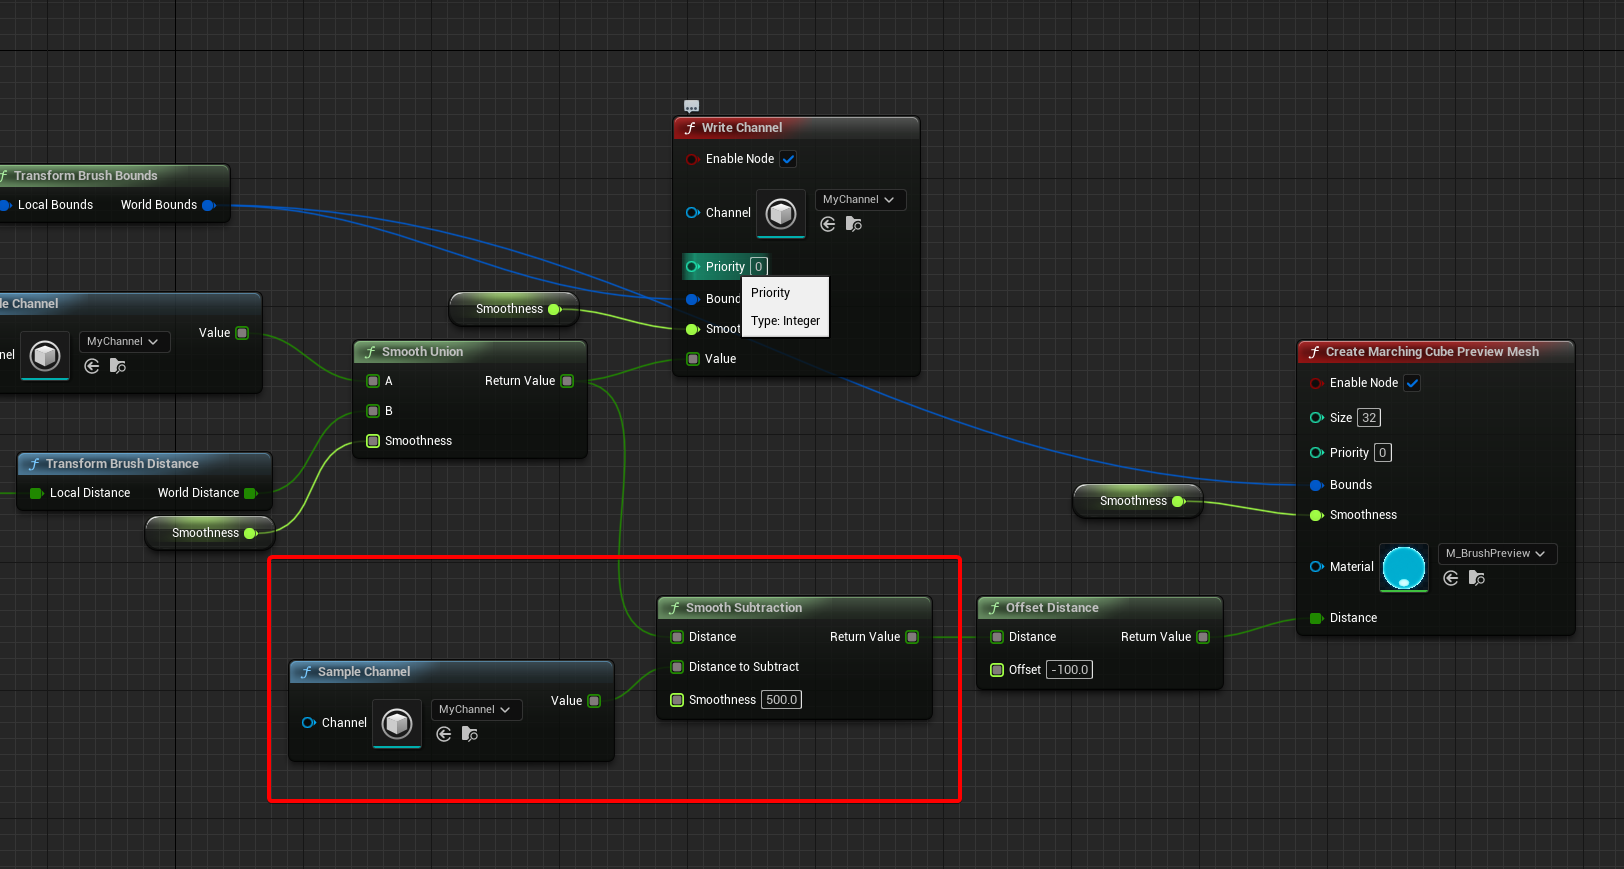 Write Channel
Enable Node
Channel
MyChannel
Priority 0
Bound
Smoot
Value
Priority
Type: Integer
Transform Brush Bounds
Local Bounds World Bounds
le Channel
Value
nel
MyChannel
Smoothness
Smooth Union
A Return Value
B
Smoothness
Transform Brush Distance
Local Distance World Distance
Smoothness
Create Marching Cube Preview Mesh
Enable Node
Size 32
Priority 0
Bounds
Smoothness
Material
M_BrushPreview
Distance
Smoothness
Smooth Subtraction
Distance Return Value
Distance to Subtract
Smoothness 500.0
Offset Distance
Distance Return Value
Offset -100.0
Sample Channel
Value
Channel
MyChannel